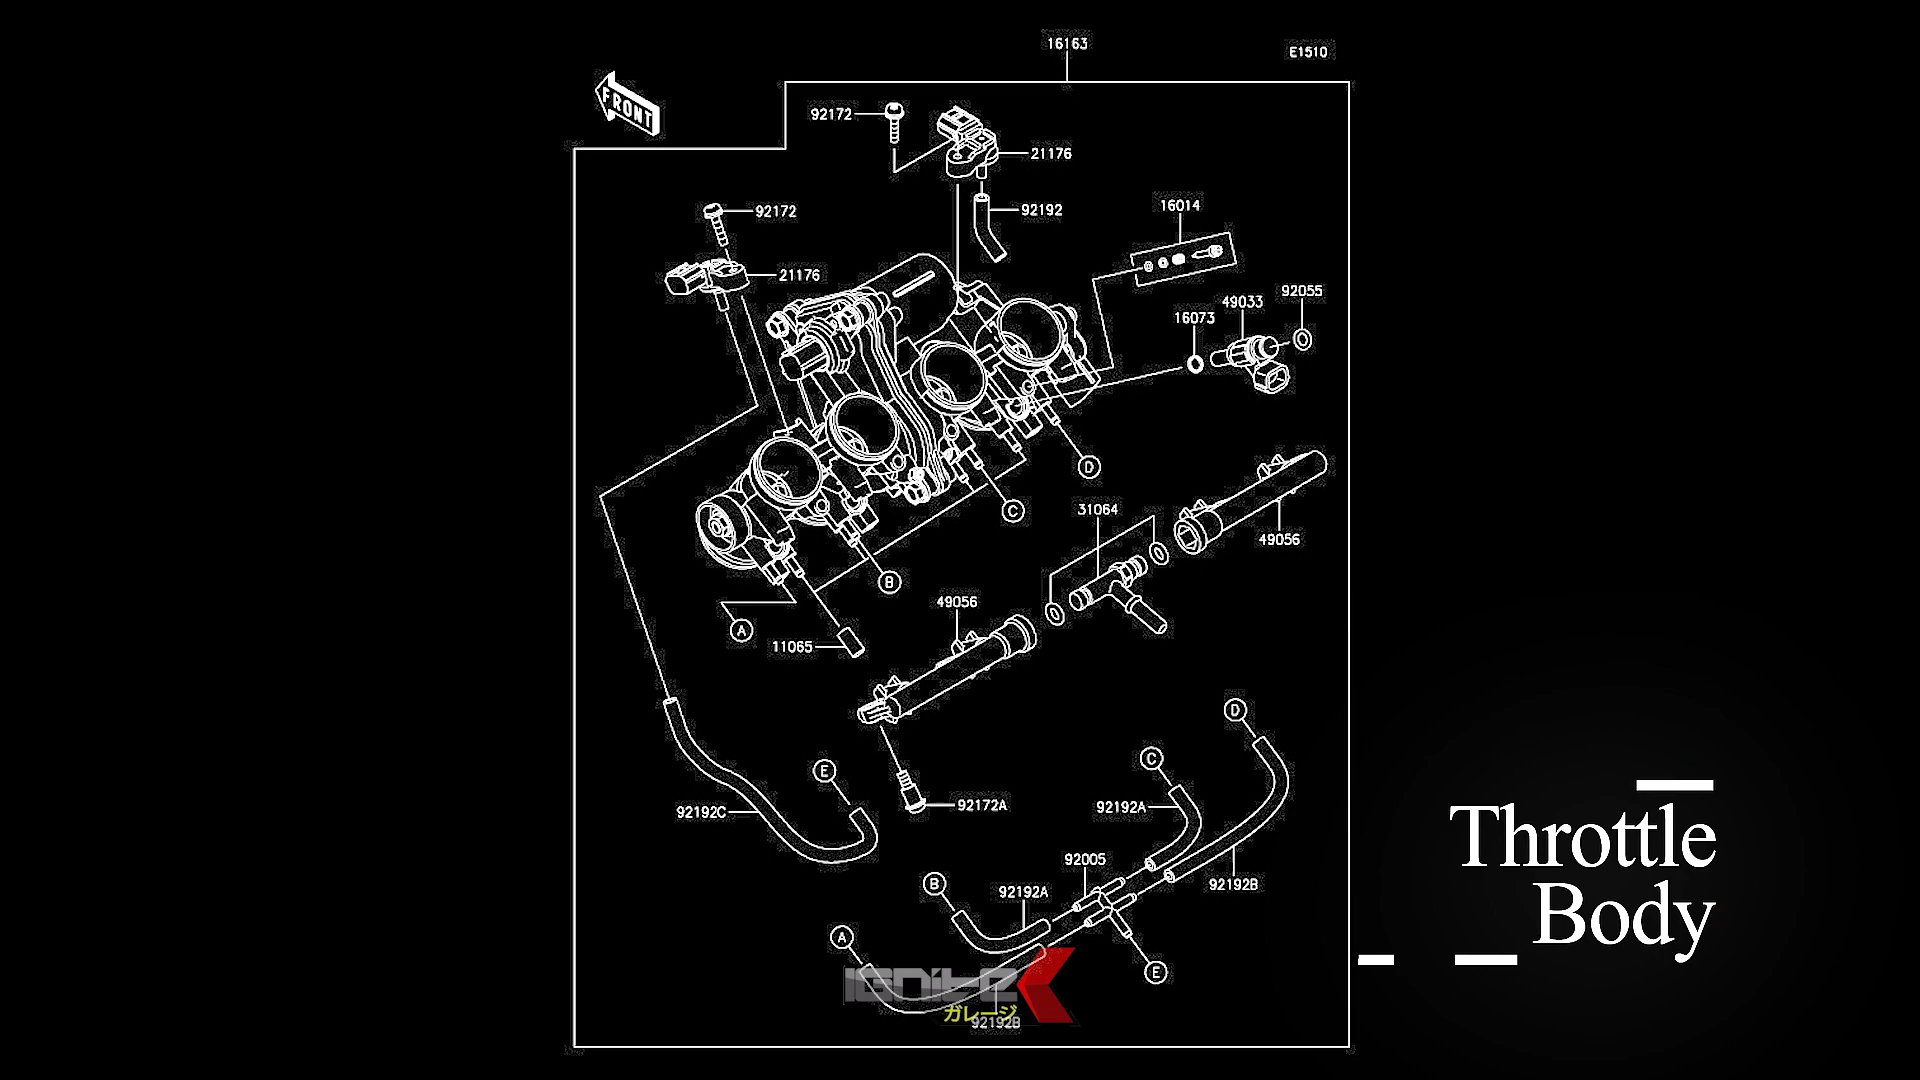 16163
E1510
FRONT
92172
21176
92192
92172
16014
21176
92055
49033
16073
D
C
31064
49056
B
49056
A
11065
D
C
E
92172A
92192A
92192C
92005
92192B
B
92192A
A
E
IGNITE K
ガレージ
92192B
Throttle
Body